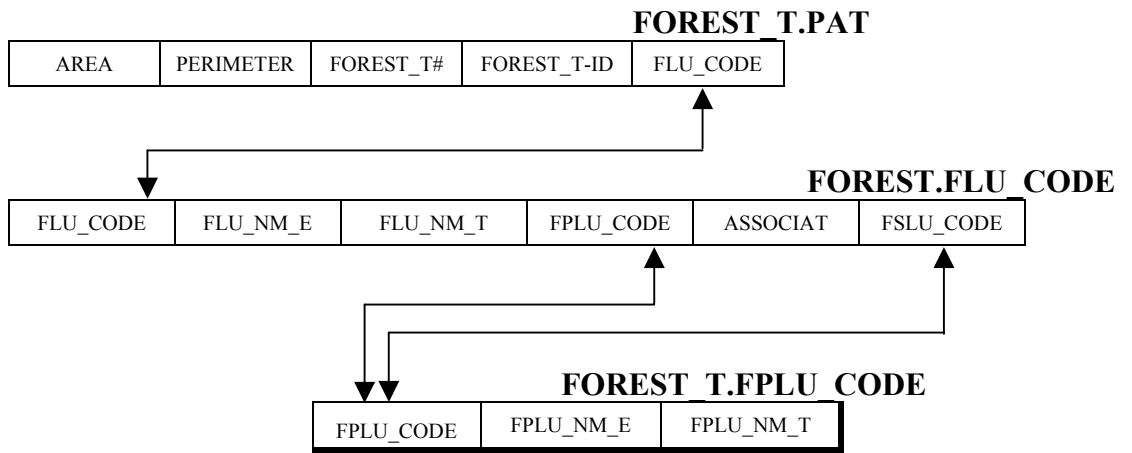 FOREST_T.PAT
AREA PERIMETER FOREST_T# FOREST_T-ID FLU_CODE
FOREST.FLU_CODE
FLU_CODE FLU_NM_E FLU_NM_T FPLU_CODE ASSOCIAT FSLU_CODE
FOREST_T.FPLU_CODE
FPLU_CODE FPLU_NM_E FPLU_NM_T